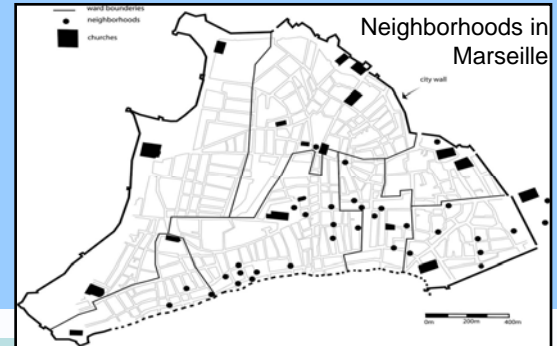 ward bounderies
neighborhoods
churches
Neighborhoods in
Marseille
city wall
0m 200m 400m